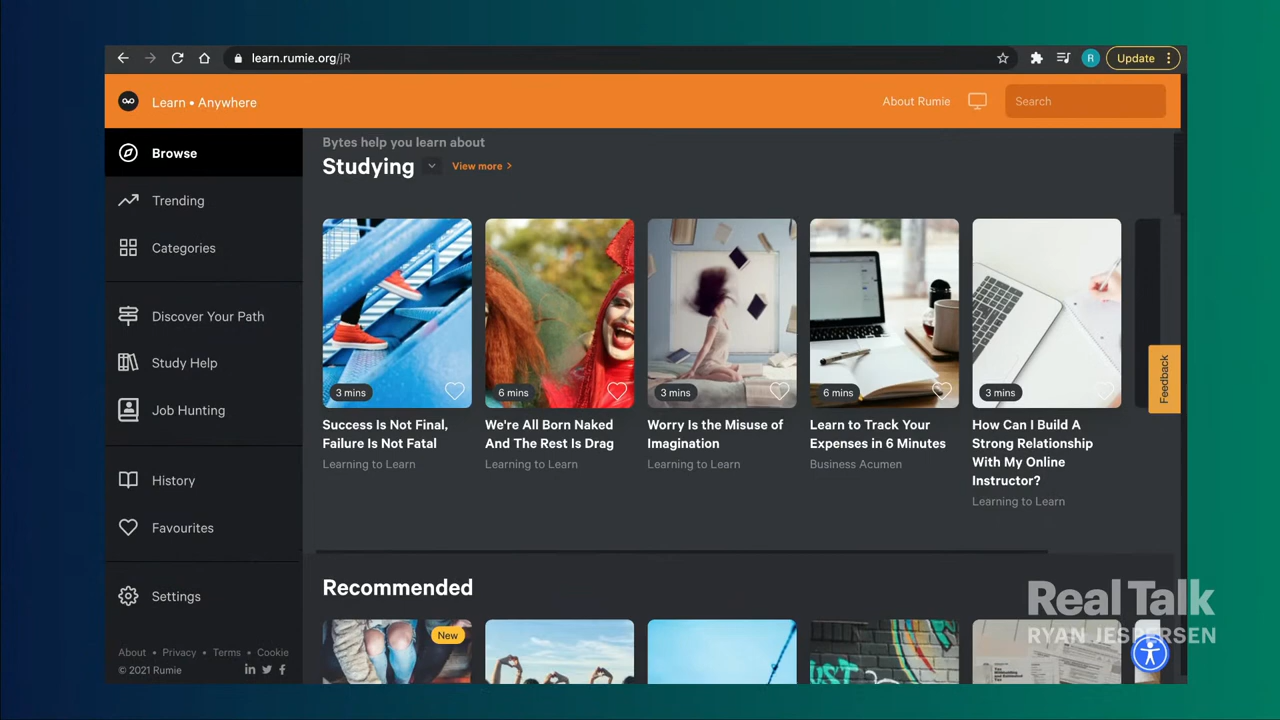 learn.rumie.org/jR
Update
Learn • Anywhere
About Rumie
Search
Browse
Trending
Categories
Discover Your Path
Study Help
Job Hunting
History
Favourites
Settings
About • Privacy • Terms • Cookie
© 2021 Rumie
Bytes help you learn about
Studying
View more >
3 mins
Success Is Not Final,
Failure Is Not Fatal
Learning to Learn
6 mins
We're All Born Naked
And The Rest Is Drag
Learning to Learn
3 mins
Worry Is the Misuse of
Imagination
Learning to Learn
6 mins
Learn to Track Your
Expenses in 6 Minutes
Business Acumen
3 mins
How Can I Build A
Strong Relationship
With My Online
Instructor?
Learning to Learn
Feedback
Recommended
New
Real Talk
RYAN JESPERSEN